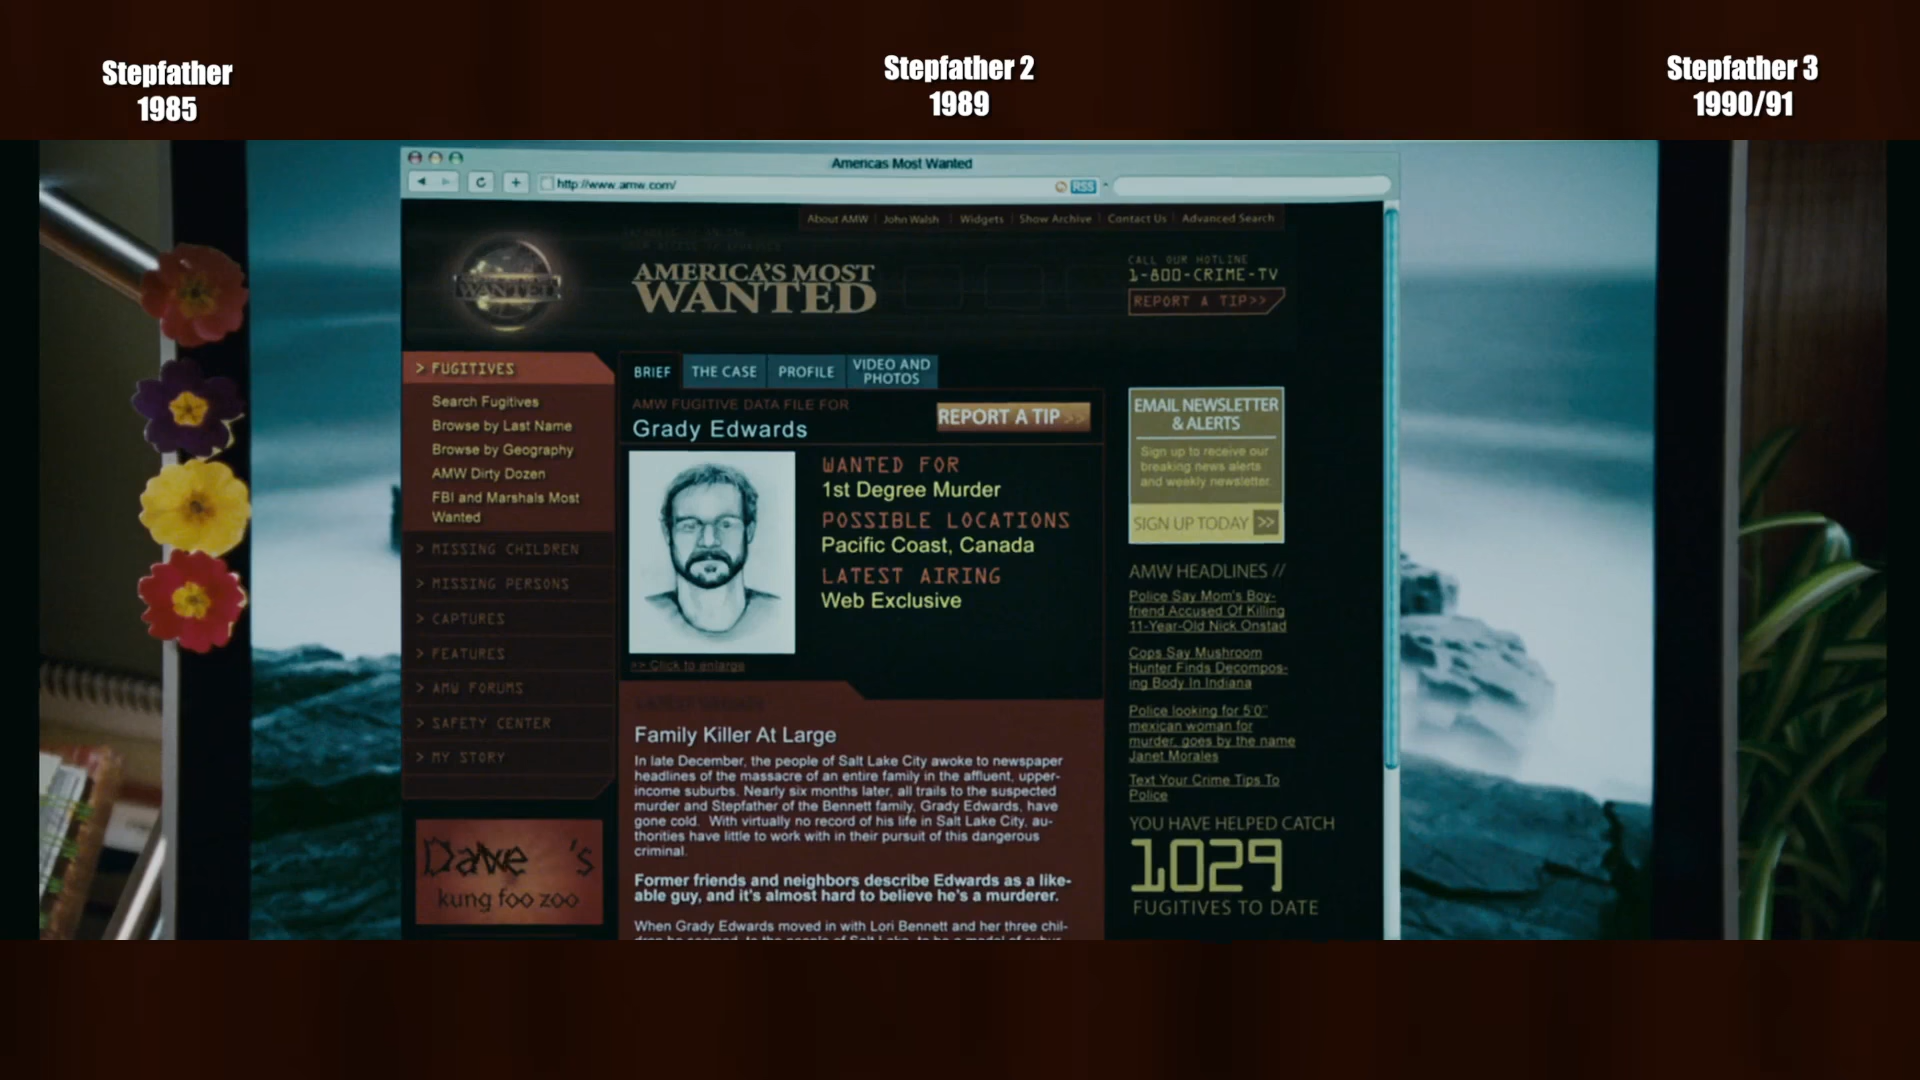 Stepfather
1985
Stepfather 2
1989
Stepfather 3
1990/91
Americas Most Wanted
http://www.amw.com/
RSS
About AMW | John Walsh | Widgets | Show Archive | Contact Us | Advanced Search
WANTED
AMERICA'S MOST
WANTED
CALL OUR HOTLINE
1-800-CRIME-TV
REPORT A TIP>>
> FUGITIVES
Search Fugitives
Browse by Last Name
Browse by Geography
AMW Dirty Dozen
FBI and Marshals Most
Wanted
> MISSING CHILDREN
> MISSING PERSONS
> CAPTURES
> FEATURES
> AMW FORUMS
> SAFETY CENTER
> MY STORY
kung foo zoo
BRIEF
THE CASE
PROFILE
VIDEO AND
PHOTOS
AMW FUGITIVE DATA FILE FOR
Grady Edwards
REPORT A TIP >>
WANTED FOR
1st Degree Murder
POSSIBLE LOCATIONS
Pacific Coast, Canada
LATEST AIRING
Web Exclusive
>> Click to enlarge
Family Killer At Large
In late December, the people of Salt Lake City awoke to newspaper
headlines of the massacre of an entire family in the affluent, upper-
income suburbs. Nearly six months later, all trails to the suspected
murder and Stepfather of the Bennett family, Grady Edwards, have
gone cold. With virtually no record of his life in Salt Lake City, au-
thorities have little to work with in their pursuit of this dangerous
criminal.
Former friends and neighbors describe Edwards as a like-
able guy, and it's almost hard to believe he's a murderer.
When Grady Edwards moved in with Lori Bennett and her three chil-
EMAIL NEWSLETTER
& ALERTS
Sign up to receive our
breaking news alerts
and weekly newsletter.
SIGN UP TODAY >>
AMW HEADLINES //
Police Say Mom's Boy-
friend Accused Of Killing
11-Year-Old Nick Onstad
Cops Say Mushroom
Hunter Finds Decompos-
ing Body In Indiana
Police looking for 5'0"
mexican woman for
murder, goes by the name
Janet Morales
Text Your Crime Tips To
Police
YOU HAVE HELPED CATCH
1029
FUGITIVES TO DATE